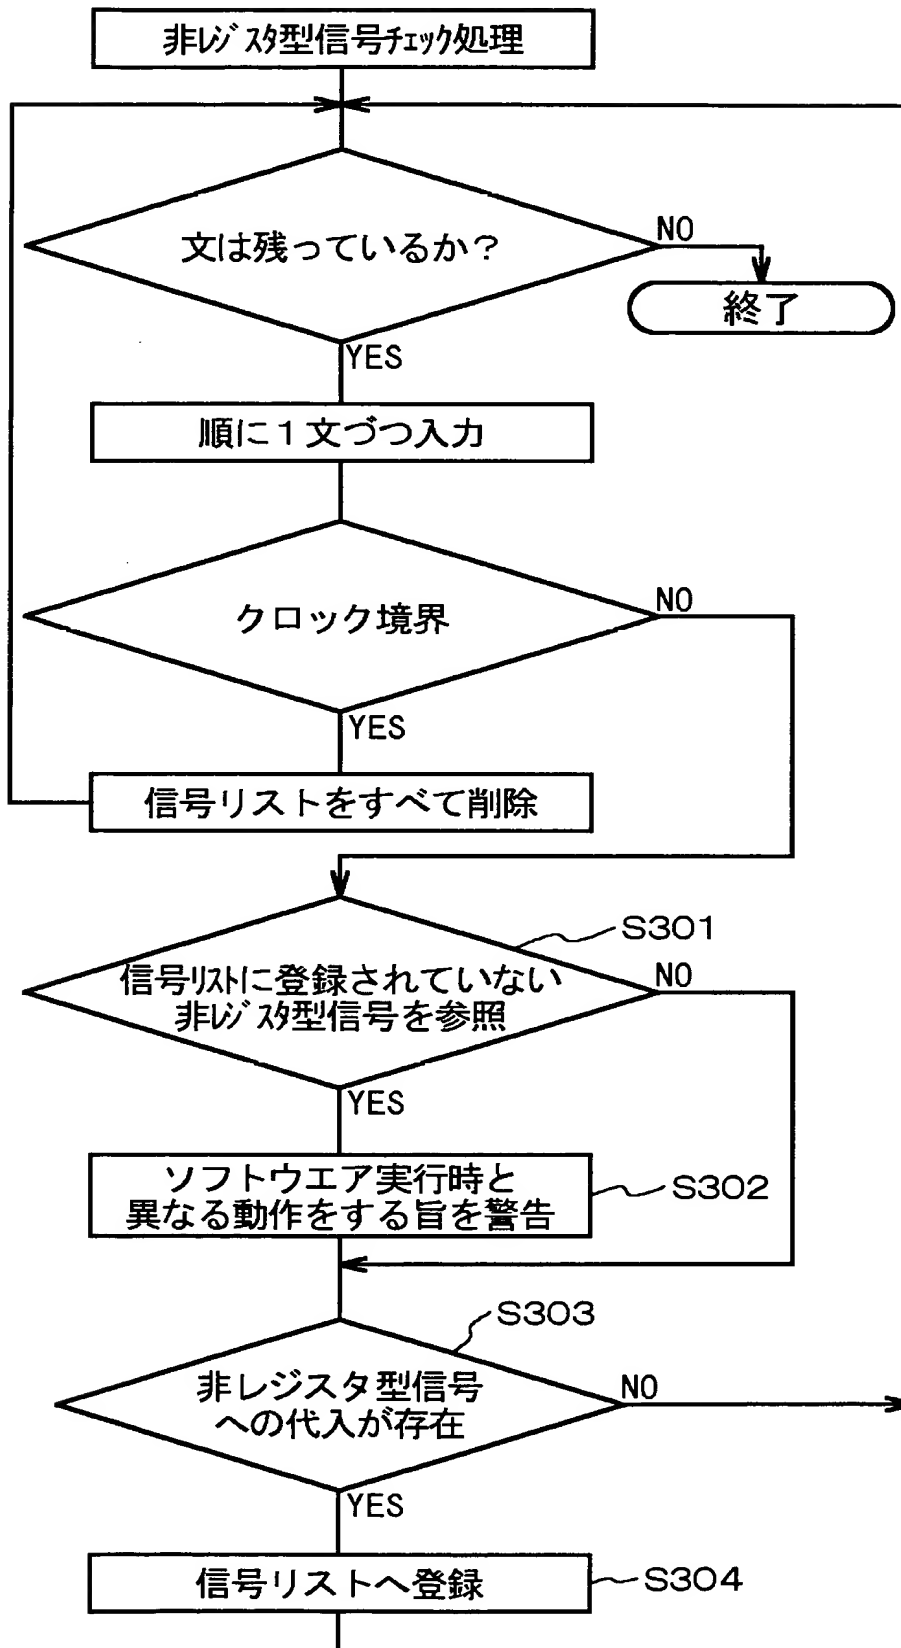 非レジスタ型信号チェック処理
文は残っているか?
NO
終了
YES
順に1文づつ入力
クロック境界
NO
YES
信号リストをすべて削除
S301
信号リストに登録されていない
非レジスタ型信号を参照
NO
YES
ソフトウエア実行時と
異なる動作をする旨を警告
S302
S303
非レジスタ型信号
への代入が存在
NO
YES
信号リストへ登録
S304